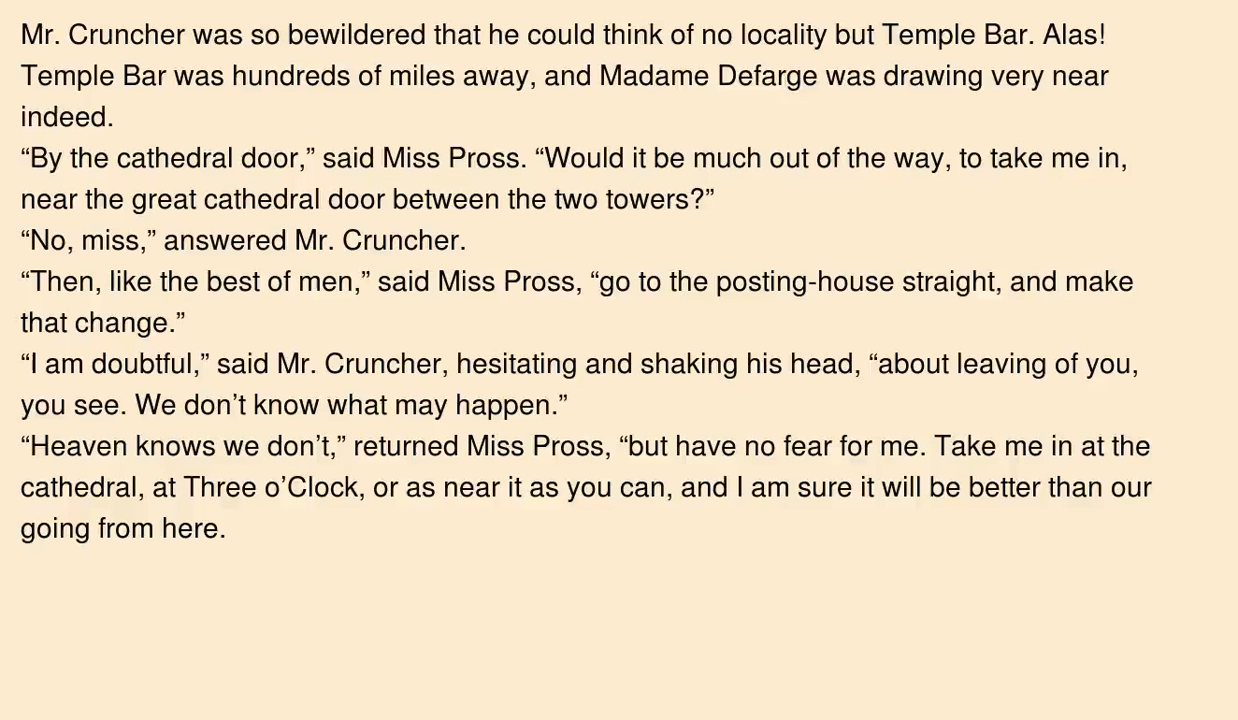 Mr. Cruncher was so bewildered that he could think of no locality but Temple Bar. Alas!
Temple Bar was hundreds of miles away, and Madame Defarge was drawing very near
indeed.
“By the cathedral door,” said Miss Pross. “Would it be much out of the way, to take me in,
near the great cathedral door between the two towers?”
“No, miss,” answered Mr. Cruncher.
“Then, like the best of men,” said Miss Pross, “go to the posting-house straight, and make
that change.”
“I am doubtful,” said Mr. Cruncher, hesitating and shaking his head, “about leaving of you,
you see. We don’t know what may happen.”
“Heaven knows we don’t,” returned Miss Pross, “but have no fear for me. Take me in at the
cathedral, at Three o’Clock, or as near it as you can, and I am sure it will be better than our
going from here.